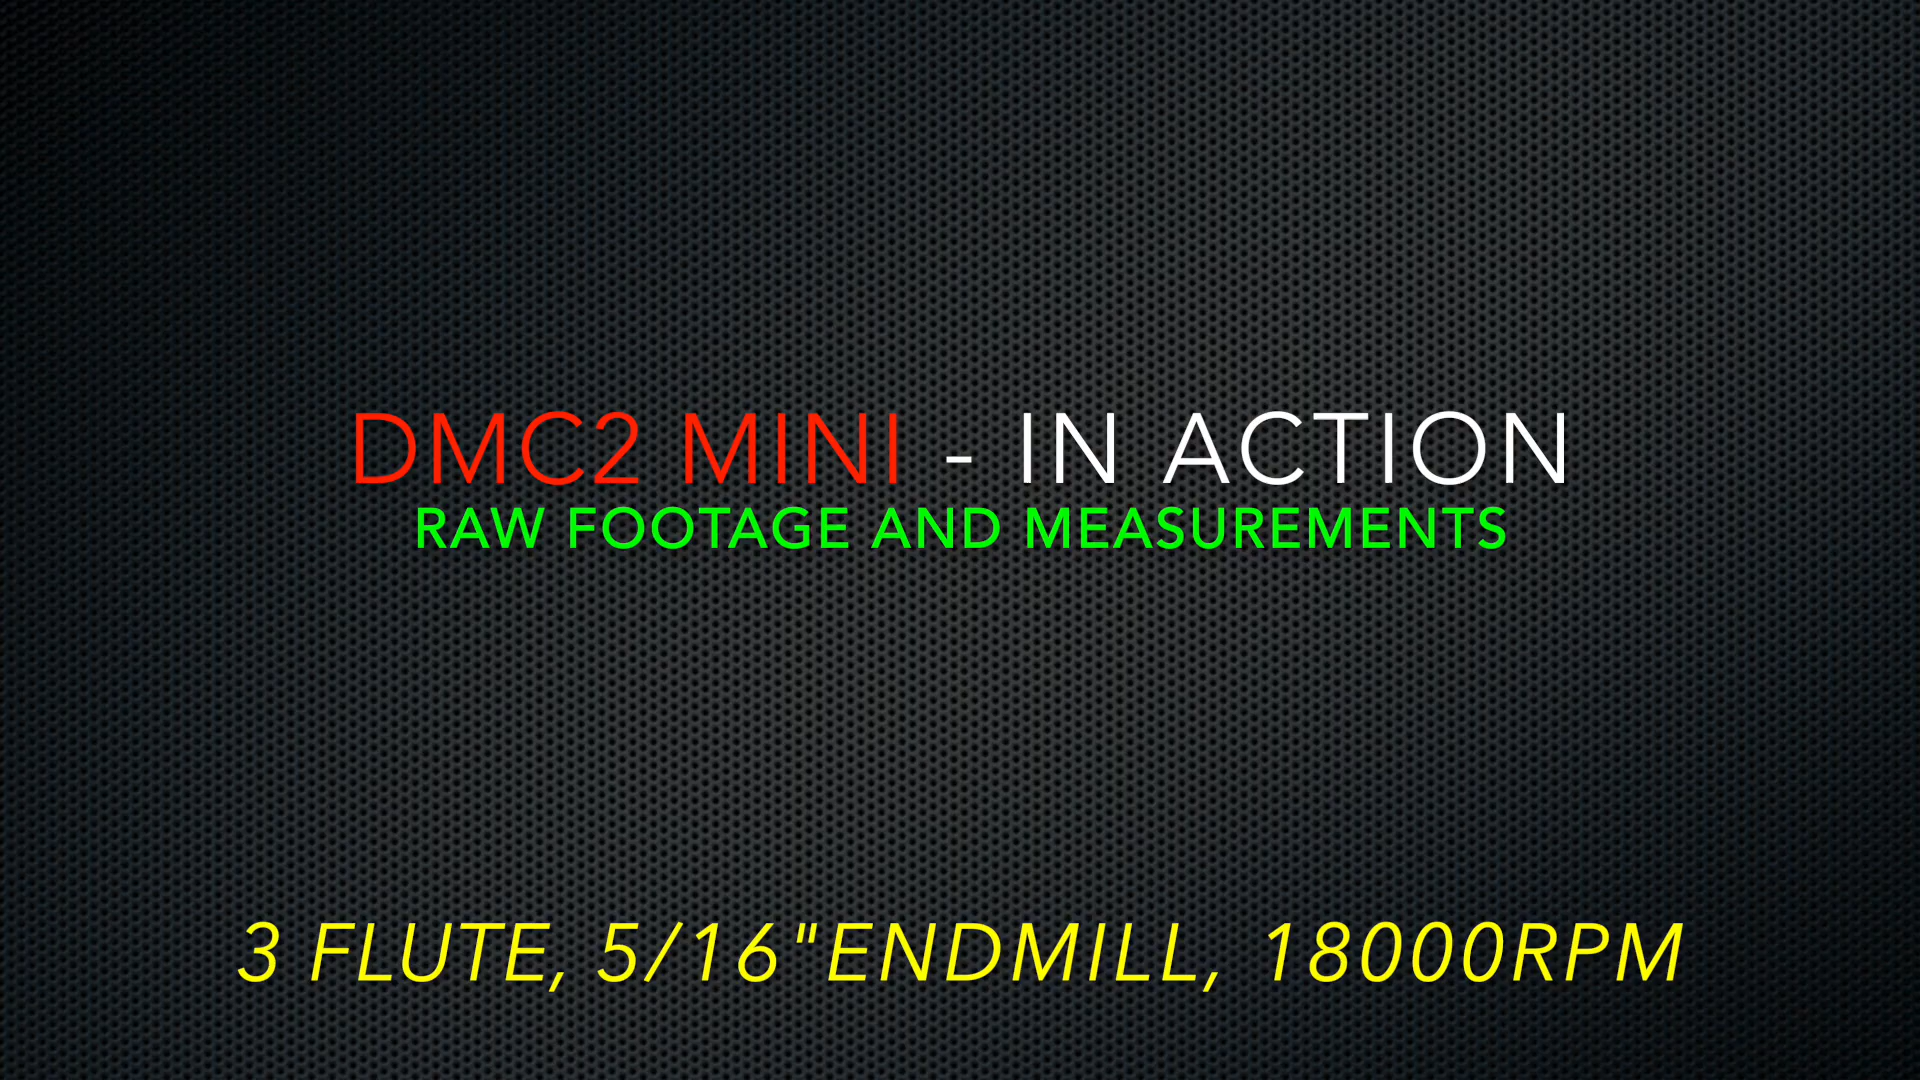 DMC2 MINI - IN ACTION
RAW FOOTAGE AND MEASUREMENTS
3 FLUTE, 5/16"ENDMILL, 18000RPM